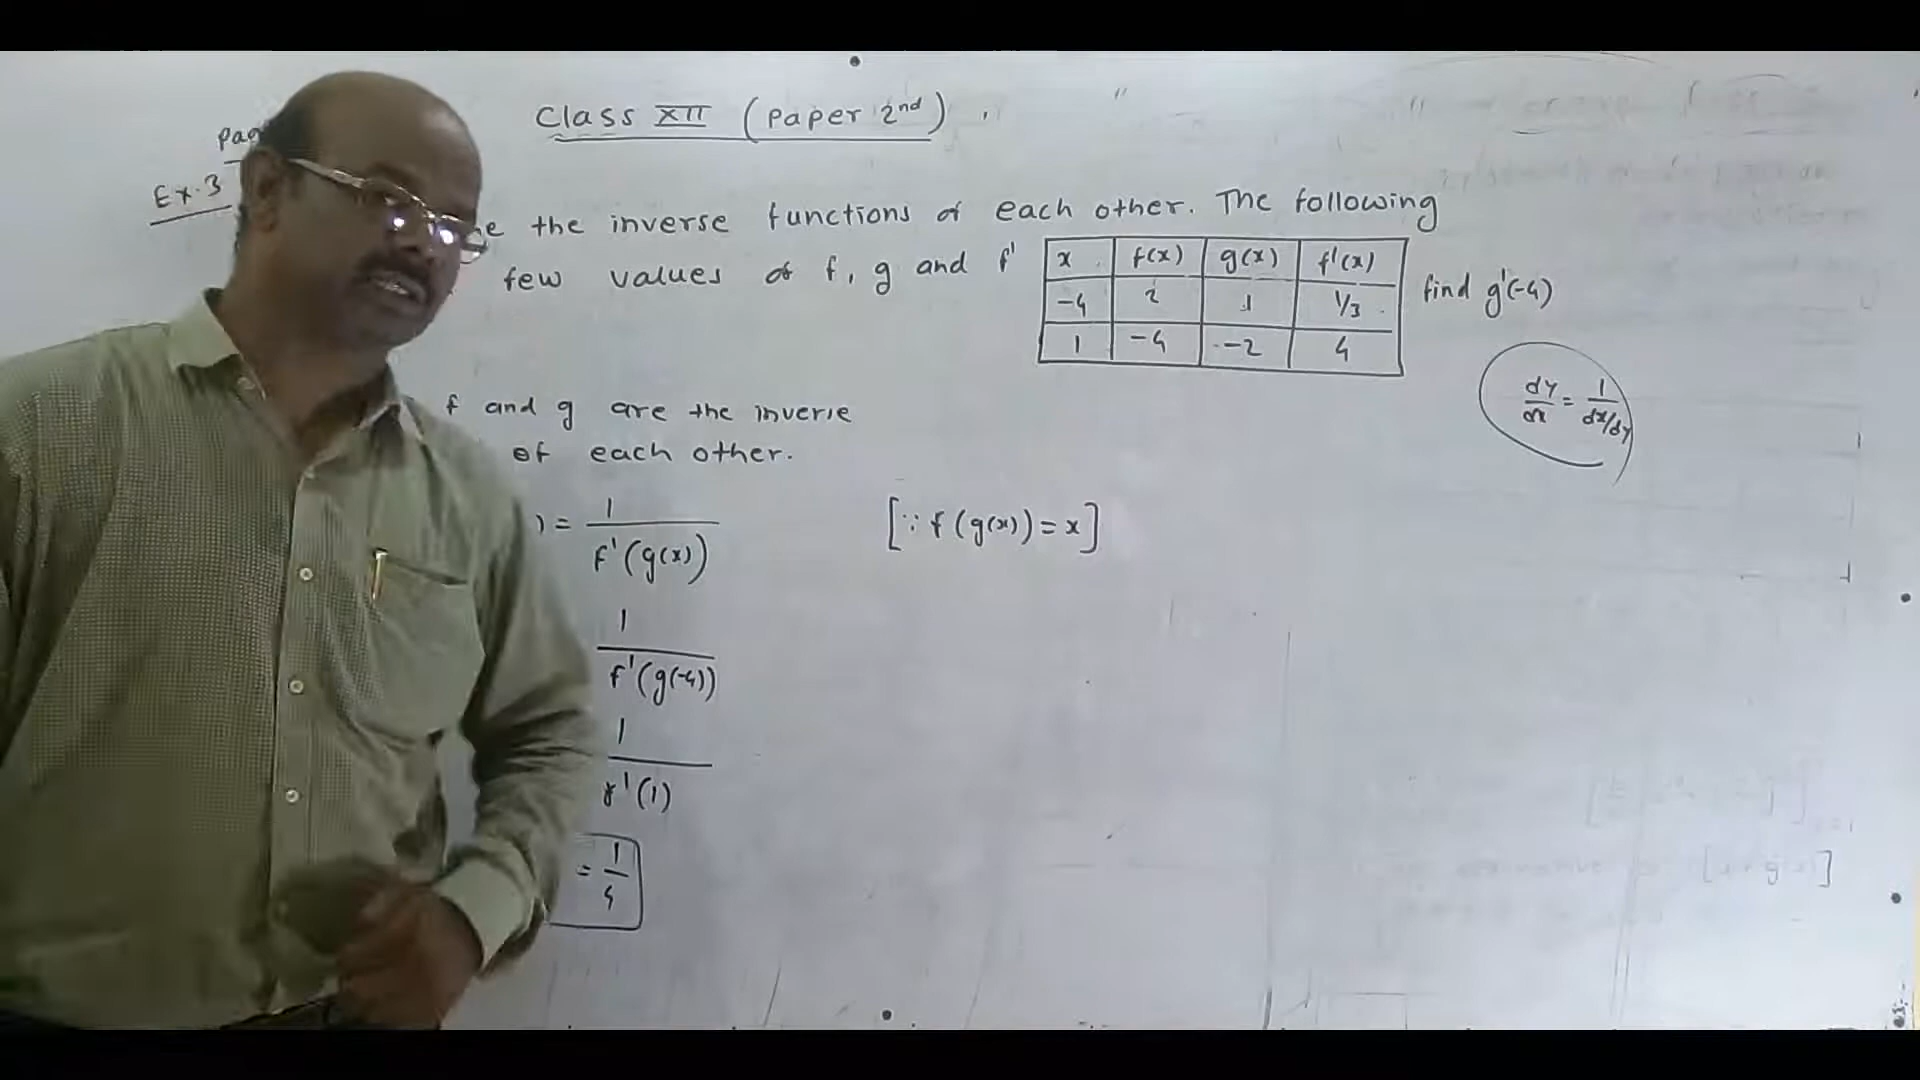 Class XII (Paper 2nd).
Ex.3
the inverse functions of each other. The following
few values of f, g and f'
x f(x) g(x) f'(x)
-4 2 1 1/3
1 -4 -2 4
find g'(-4)
dy/dx = 1/dx/dy
f and g are the inverse
of each other.
) = 1/f'(g(x)) [∵ f(g(x)) = x]
1/f'(g(-4))
1/f'(1)
= 1/4